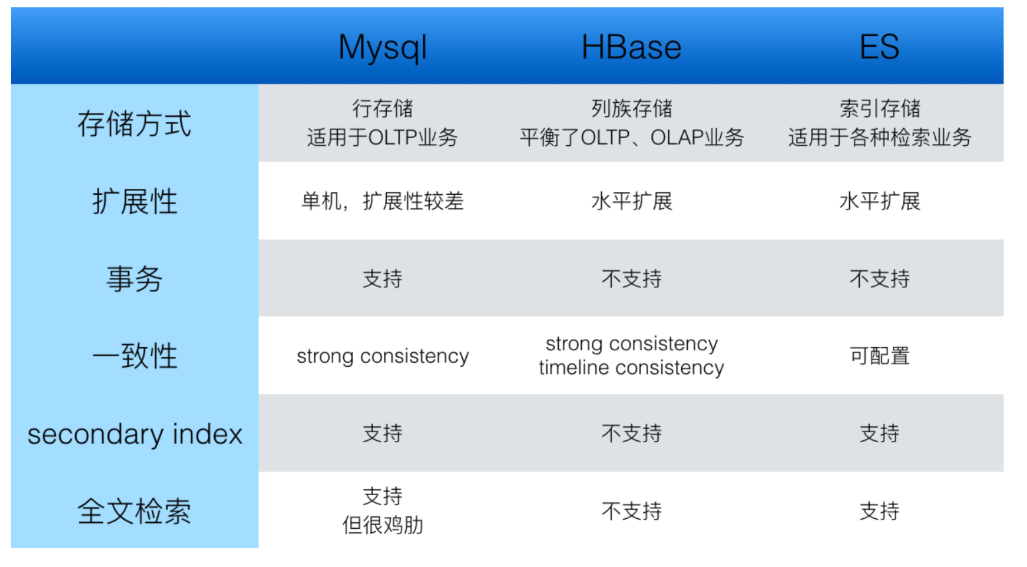 Mysql HBase ES
存储方式 行存储 列族存储 索引存储
适用于OLTP业务 平衡了OLTP、OLAP业务 适用于各种检索业务
扩展性 单机，扩展性较差 水平扩展 水平扩展
事务 支持 不支持 不支持
一致性 strong consistency strong consistency 可配置
timeline consistency
secondary index 支持 不支持 支持
全文检索 支持 不支持 支持
但很鸡肋